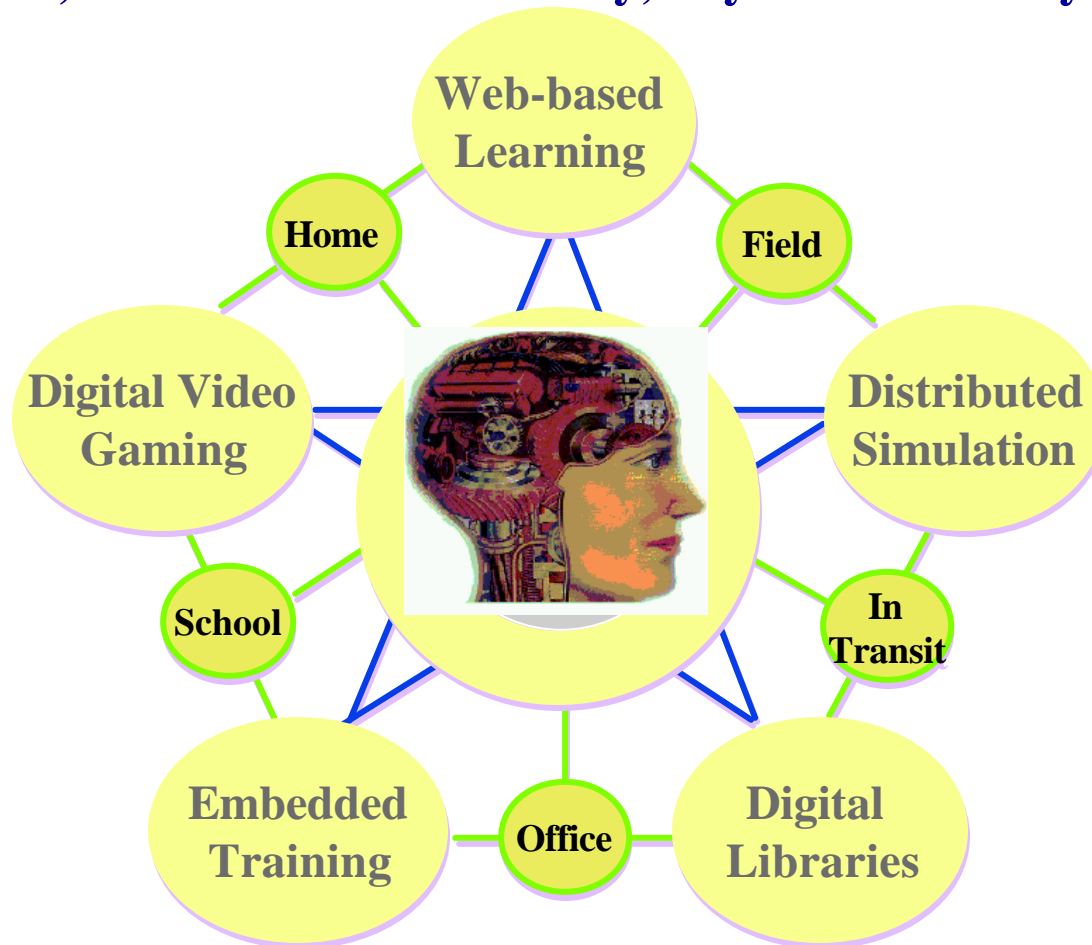 Web-based
Learning
Home
Field
Digital Video
Gaming
Distributed
Simulation
School
In
Transit
Embedded
Training
Office
Digital
Libraries